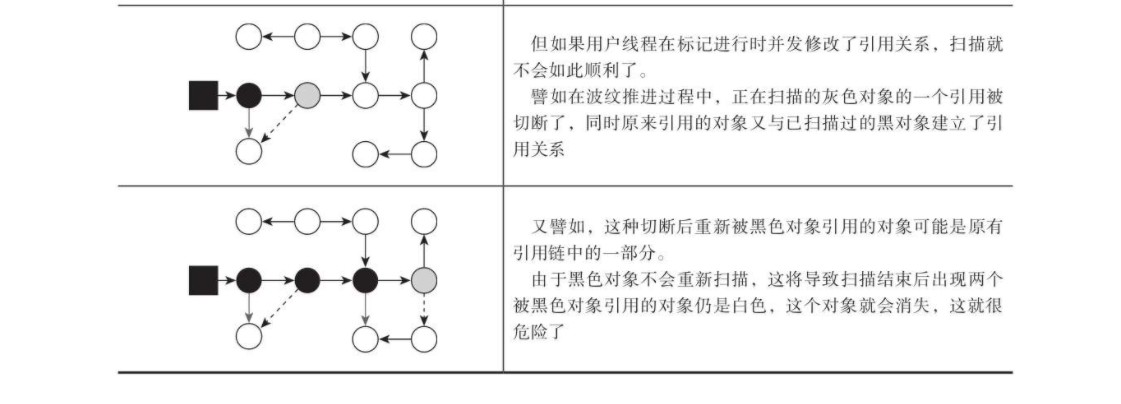 但如果用户线程在标记进行时并发修改了引用关系，扫描就
不会如此顺利了。
譬如在波纹推进过程中，正在扫描的灰色对象的一个引用被
切断了，同时原来引用的对象又与已扫描过的黑对象建立了引
用关系
又譬如，这种切断后重新被黑色对象引用的对象可能是原有
引用链中的一部分。
由于黑色对象不会重新扫描，这将导致扫描结束后出现两个
被黑色对象引用的对象仍是白色，这个对象就会消失，这就很
危险了